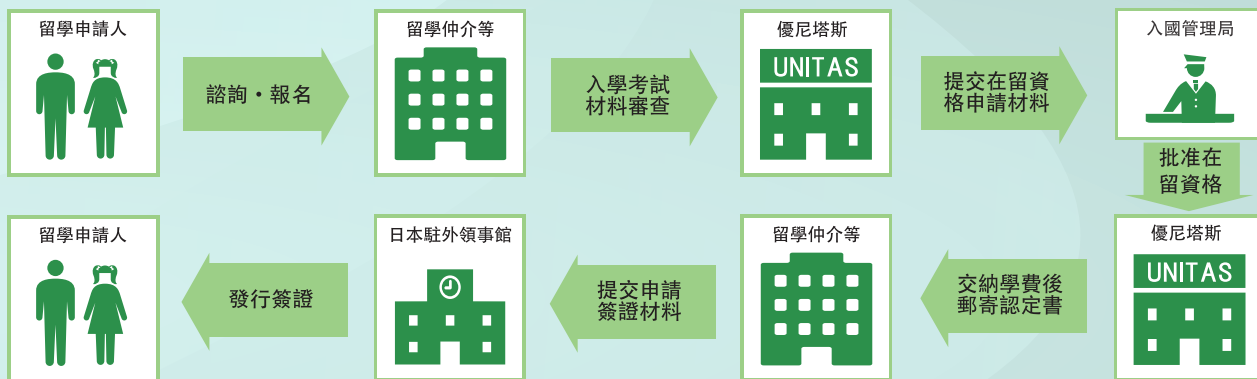 留學申請人
諮詢・報名
留學仲介等
入學考試
材料審查
優尼塔斯
UNITAS
提交在留資
格申請材料
入國管理局
批准在
留資格
優尼塔斯
UNITAS
交納學費後
郵寄認定書
留學仲介等
提交申請
簽證材料
日本駐外領事館
發行簽證
留學申請人